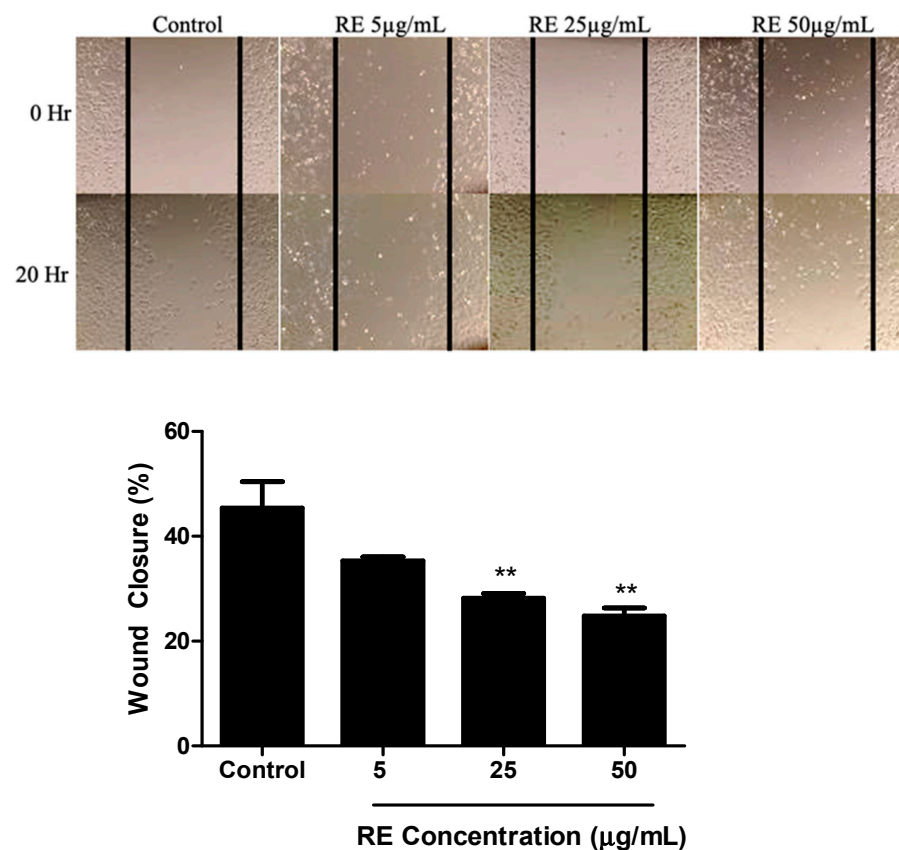 Control RE 5µg/mL RE 25µg/mL RE 50µg/mL
0 Hr
20 Hr
60
40
20
0
Wound Closure (%)
**
**
Control 5 25 50
RE Concentration (µg/mL)